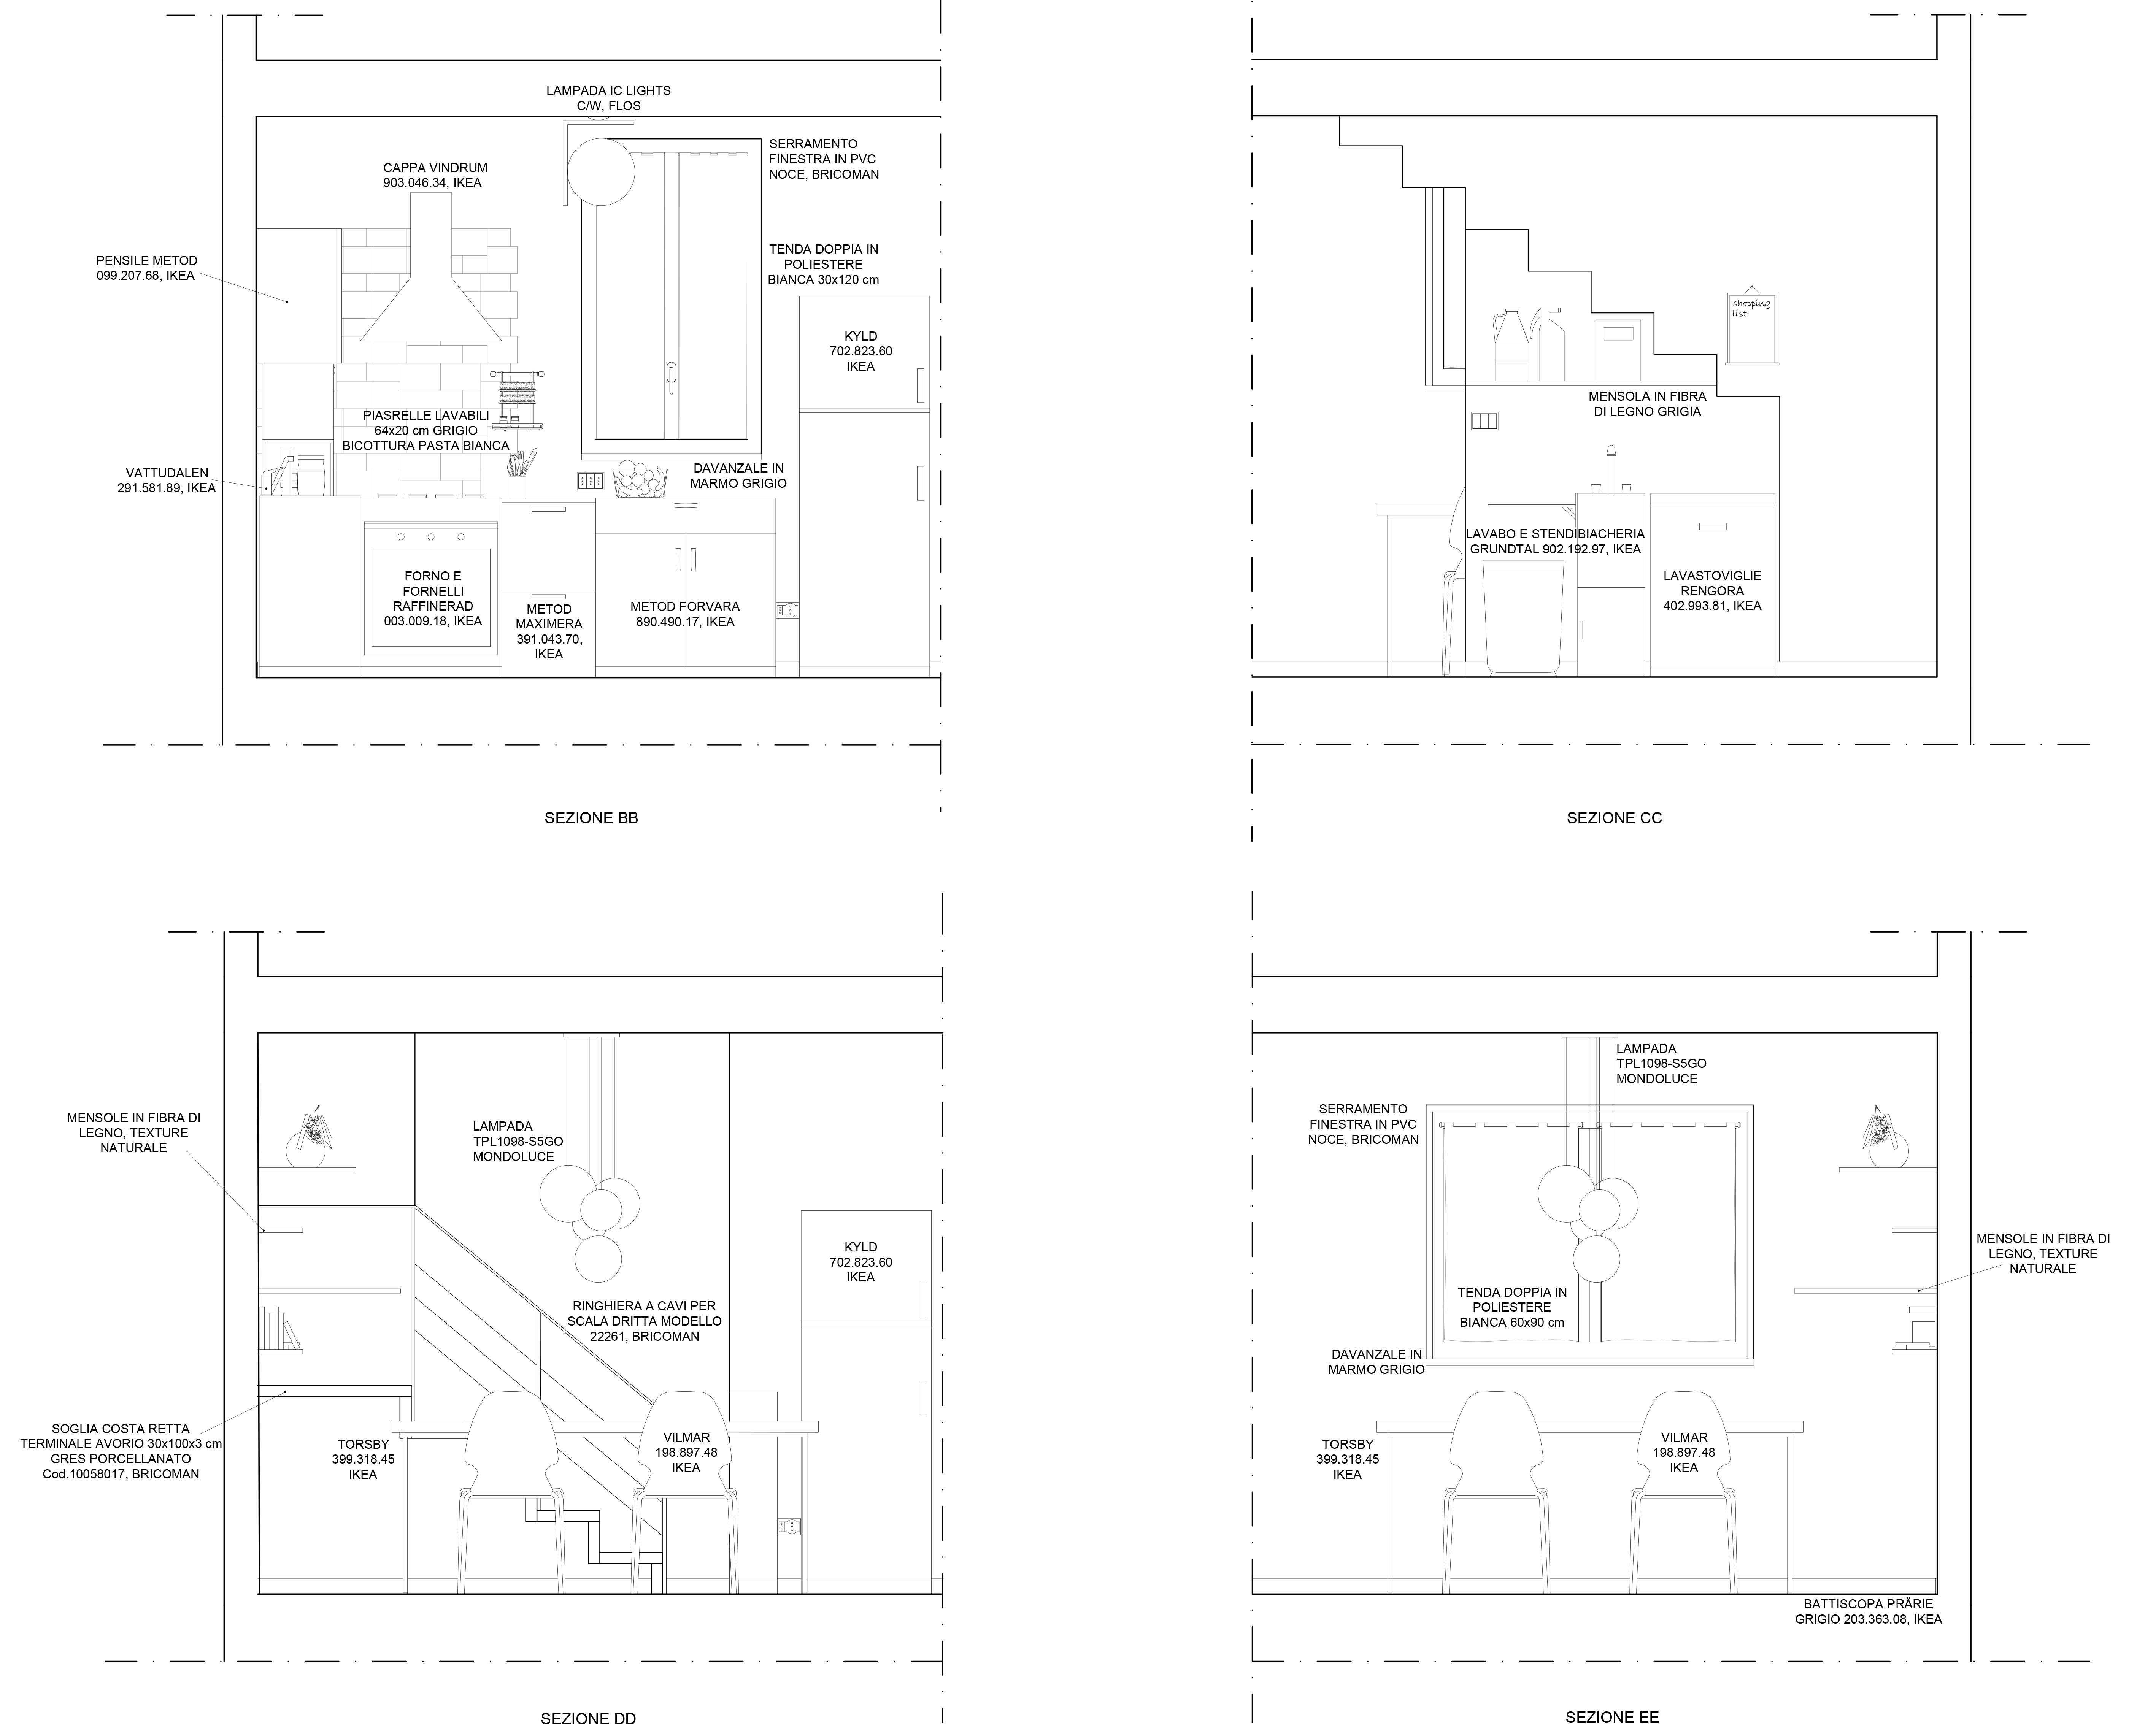 LAMPADA IC LIGHTS
C/W, FLOS
SERRAMENTO
FINESTRA IN PVC
NOCE, BRICOMAN
CAPPA VINDRUM
903.046.34, IKEA
PENSILE METOD
099.207.68, IKEA
TENDA DOPPIA IN
POLIESTERE
BIANCA 30x120 cm
KYLD
702.823.60
IKEA
PIASRELLE LAVABILI
64x20 cm GRIGIO
BICOTTURA PASTA BIANCA
VATTUDALEN
291.581.89, IKEA
DAVANZALE IN
MARMO GRIGIO
FORNO E
FORNELLI
RAFFINERAD
003.009.18, IKEA
METOD
MAXIMERA
391.043.70,
IKEA
METOD FORVARA
890.490.17, IKEA
SEZIONE BB
shopping
list:
MENSOLA IN FIBRA
DI LEGNO GRIGIA
LAVABO E STENDIBIACHERIA
GRUNDTAL 902.192.97, IKEA
LAVASTOVIGLIE
RENGORA
402.993.81, IKEA
SEZIONE CC
MENSOLE IN FIBRA DI
LEGNO, TEXTURE
NATURALE
LAMPADA
TPL1098-S5GO
MONDOLUCE
KYLD
702.823.60
IKEA
RINGHIERA A CAVI PER
SCALA DRITTA MODELLO
22261, BRICOMAN
SOGLIA COSTA RETTA
TERMINALE AVORIO 30x100x3 cm
GRES PORCELLANATO
Cod.10058017, BRICOMAN
TORSBY
399.318.45
IKEA
VILMAR
198.897.48
IKEA
SEZIONE DD
LAMPADA
TPL1098-S5GO
MONDOLUCE
SERRAMENTO
FINESTRA IN PVC
NOCE, BRICOMAN
MENSOLE IN FIBRA DI
LEGNO, TEXTURE
NATURALE
TENDA DOPPIA IN
POLIESTERE
BIANCA 60x90 cm
DAVANZALE IN
MARMO GRIGIO
TORSBY
399.318.45
IKEA
VILMAR
198.897.48
IKEA
BATTISCOPA PRÄRIE
GRIGIO 203.363.08, IKEA
SEZIONE EE